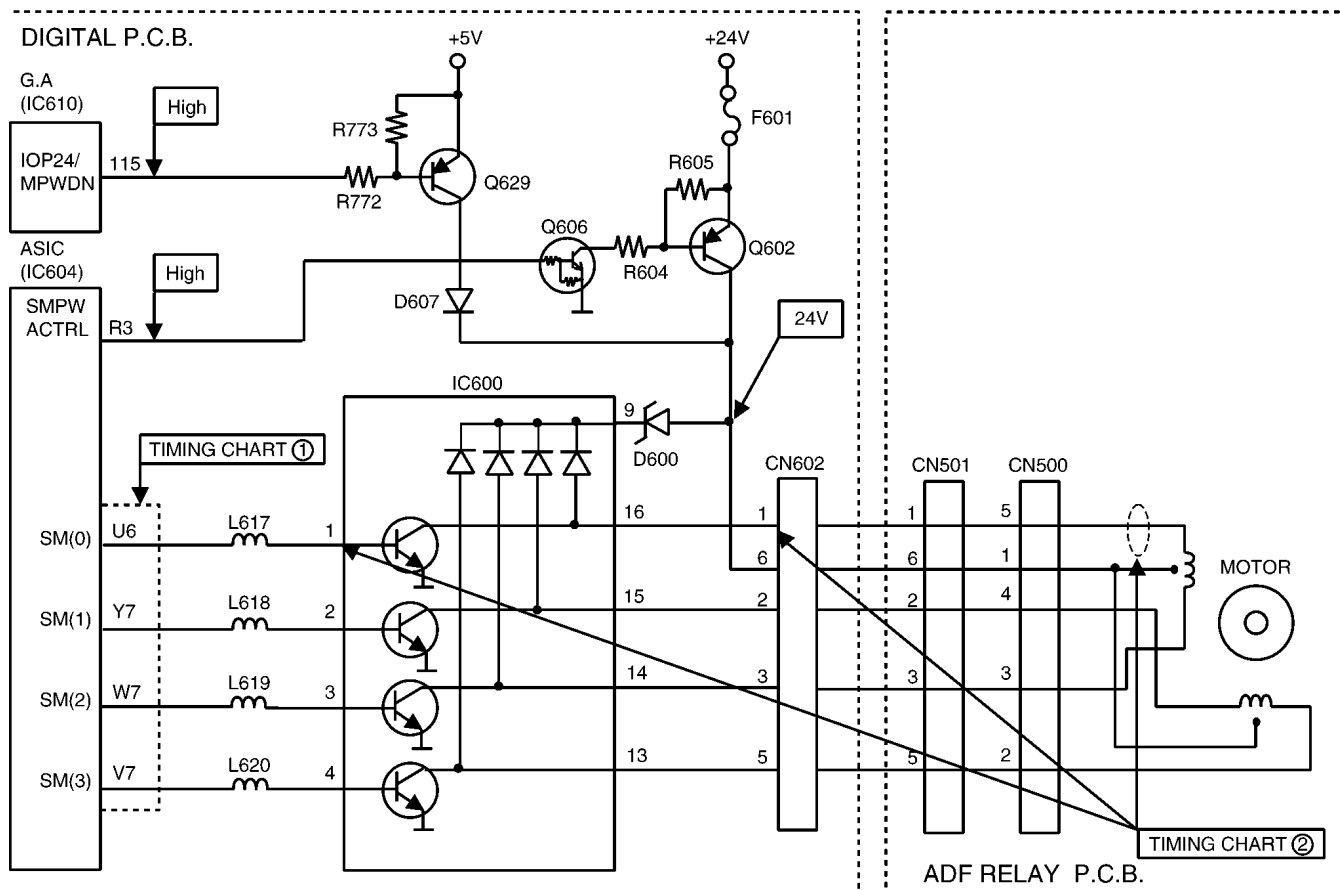 DIGITAL P.C.B.
+5V
+24V
G.A
(IC610)
High
F601
R773
IOP24/
MPWDN
115
R605
R772
Q629
Q606
Q602
ASIC
(IC604)
High
R604
SMPW
ACTRL
R3
D607
24V
IC600
9
D600
TIMING CHART ①
CN602
CN501
CN500
SM(0)
U6
L617
1
16
1
1
5
6
6
1
MOTOR
SM(1)
Y7
L618
2
15
2
2
4
SM(2)
W7
L619
3
14
3
3
3
SM(3)
V7
L620
4
13
5
5
2
TIMING CHART ②
ADF RELAY P.C.B.